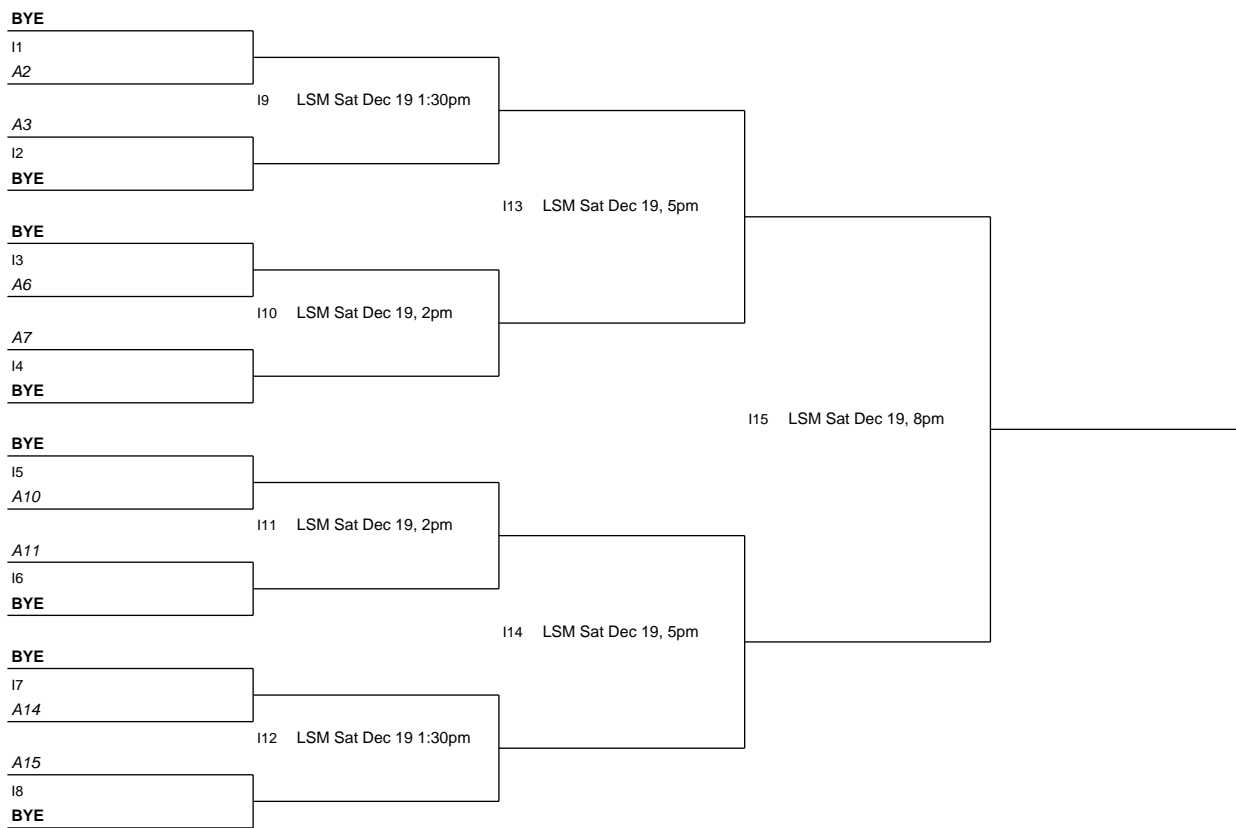 BYE
I1
A2
I9 LSM Sat Dec 19 1:30pm
A3
I2
BYE
I13 LSM Sat Dec 19, 5pm
BYE
I3
A6
I10 LSM Sat Dec 19, 2pm
A7
I4
BYE
I15 LSM Sat Dec 19, 8pm
BYE
I5
A10
I11 LSM Sat Dec 19, 2pm
A11
I6
BYE
I14 LSM Sat Dec 19, 5pm
BYE
I7
A14
I12 LSM Sat Dec 19 1:30pm
A15
I8
BYE